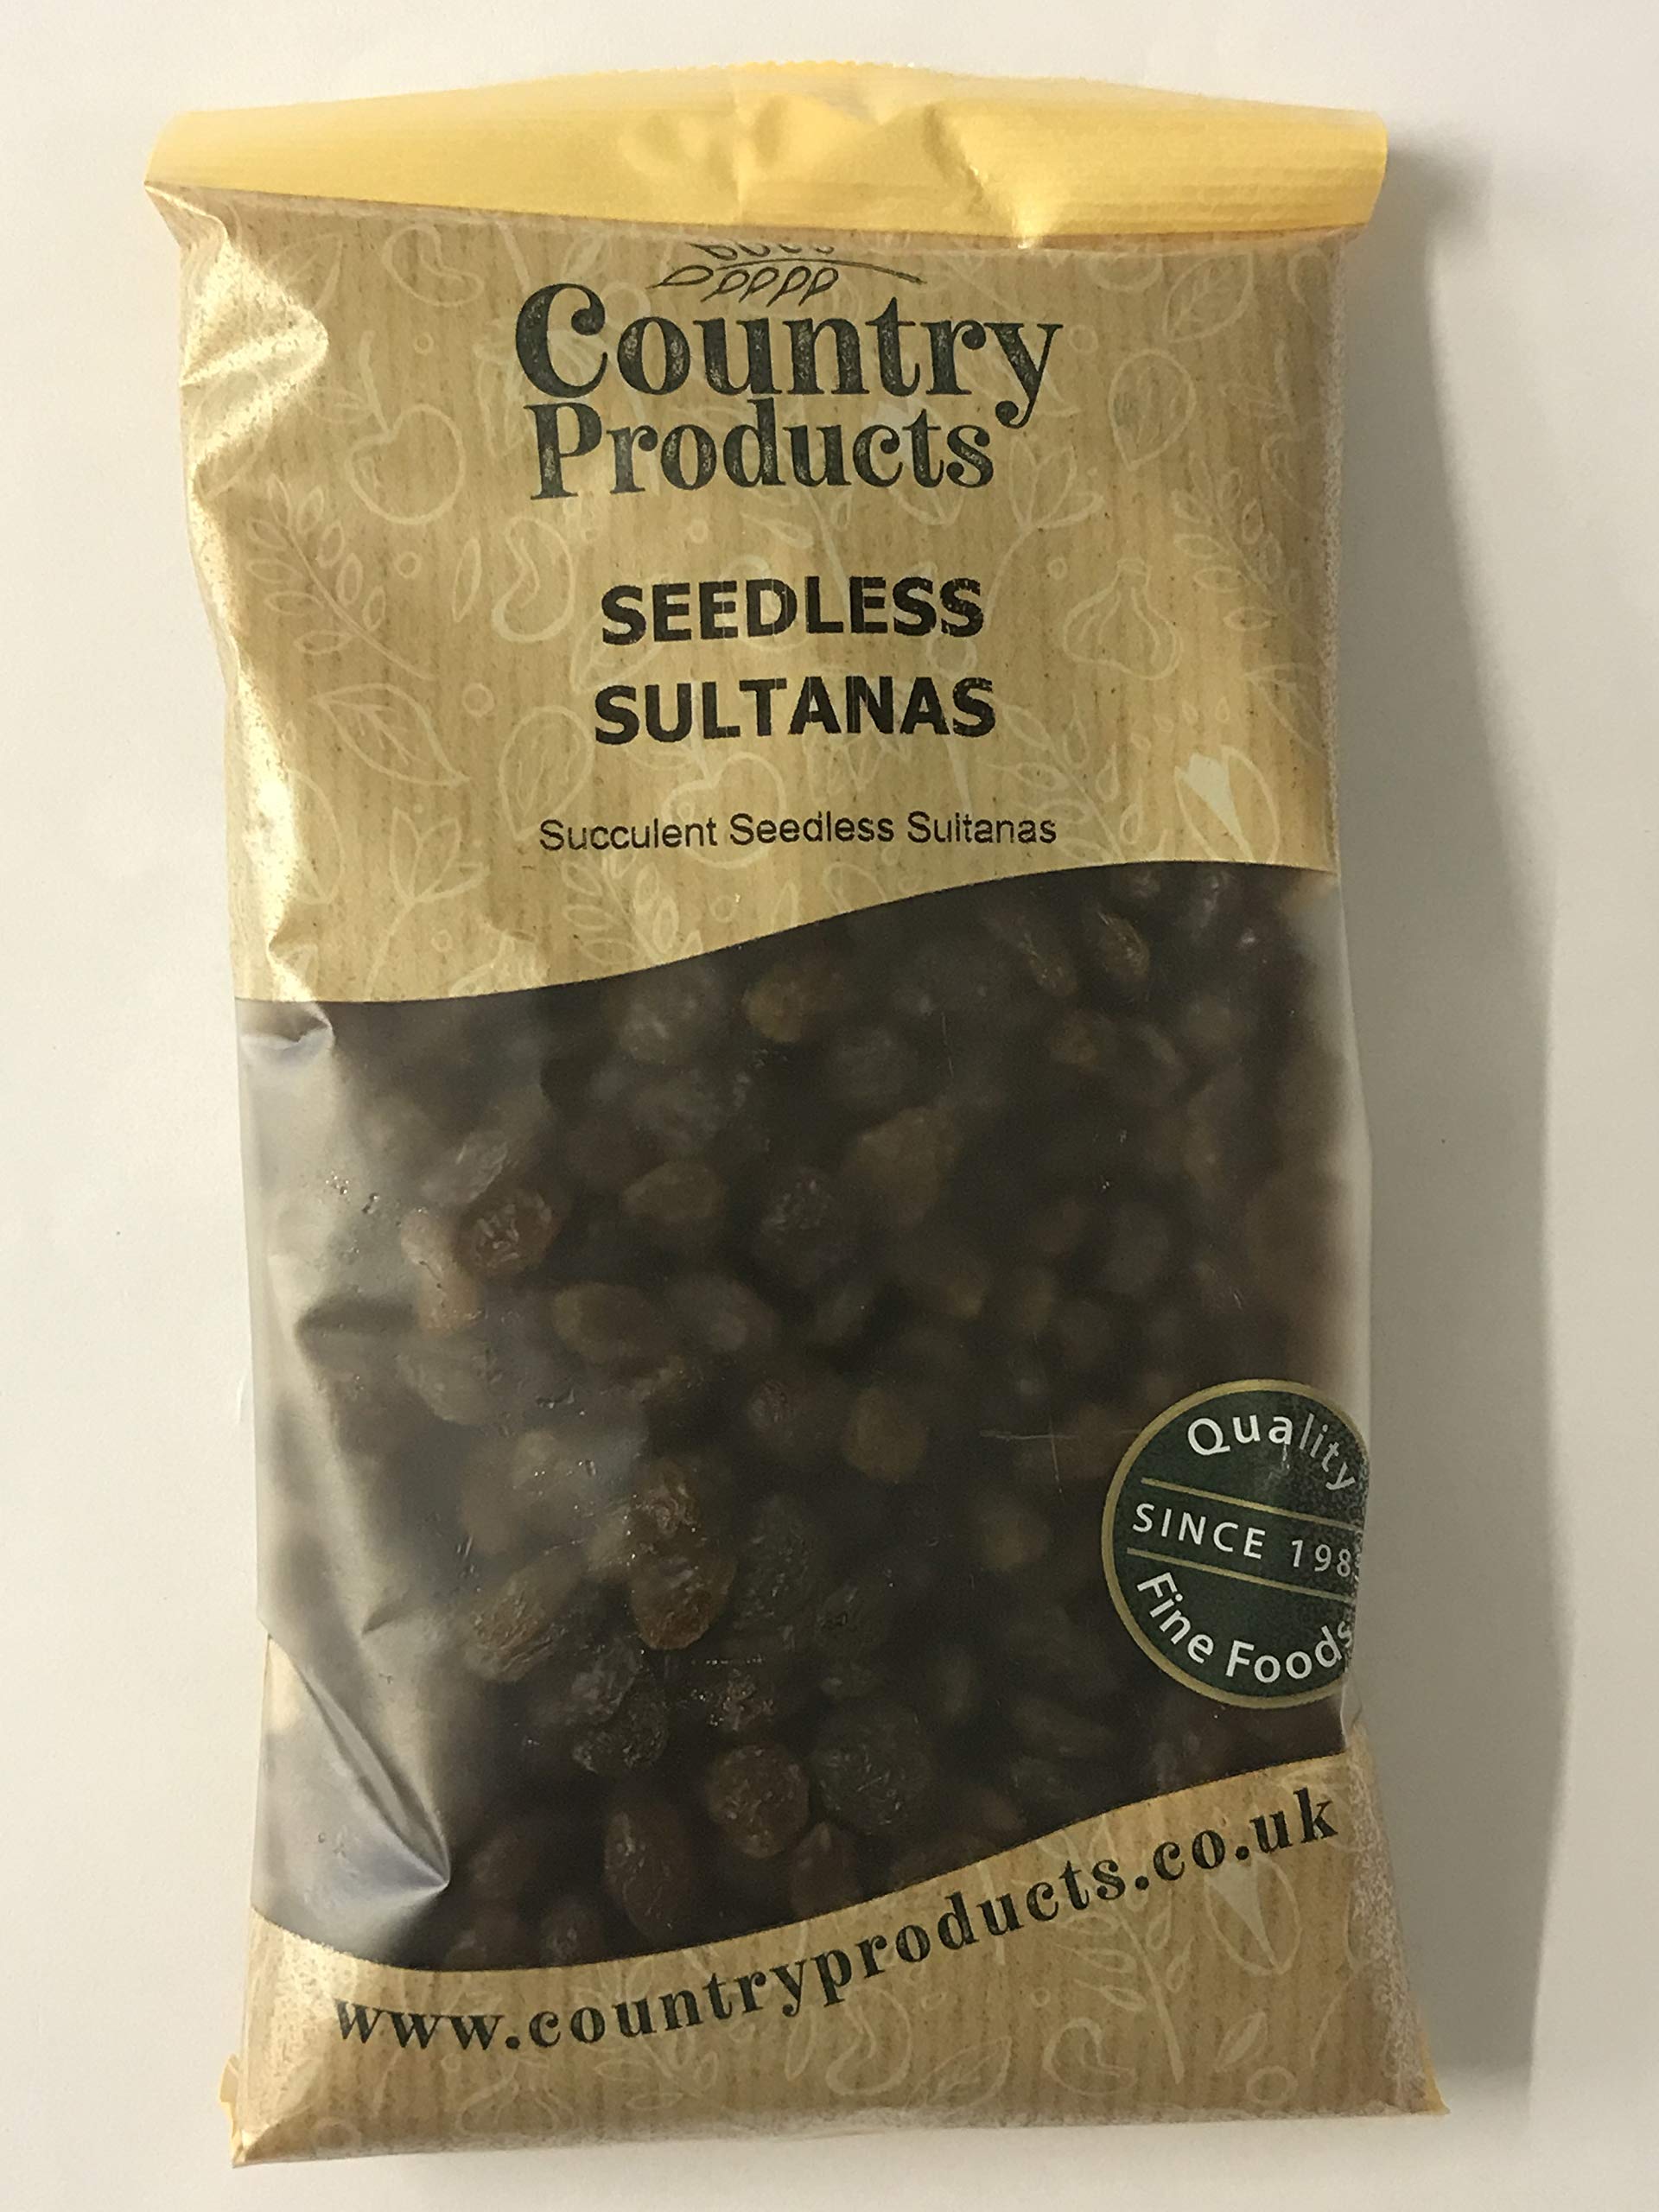 Country
Products
SEEDLESS
SULTANAS
Succulent Seedless Sultanas
Quality
SINCE 198
Fine Foods
www.countryproducts.co.uk